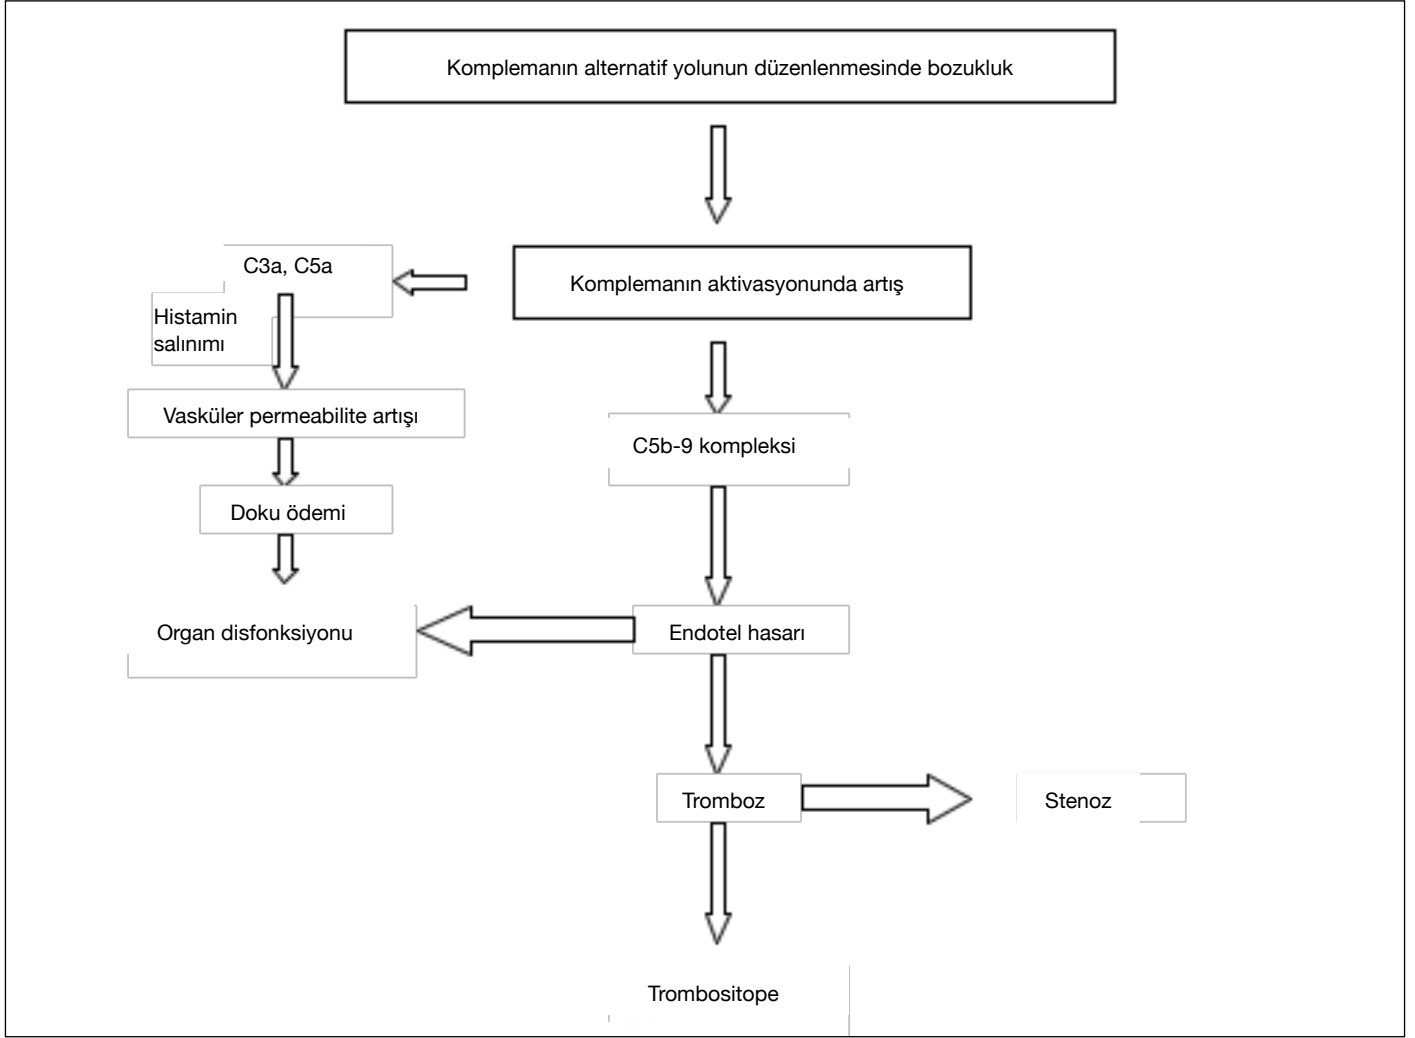 Komplemanın alternatif yolunun düzenlenmesinde bozukluk
C3a, C5a
Komplemanın aktivasyonunda artış
Histamin
salınımı
Vasküler permeabilite artışı
C5b-9 kompleksi
Doku ödemi
Organ disfonksiyonu
Endotel hasarı
Tromboz
Stenoz
Trombositope